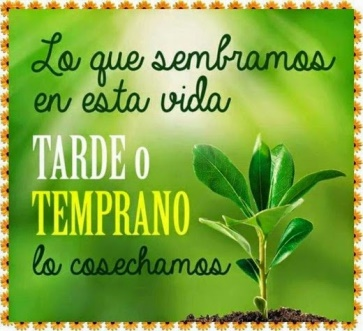 Lo que sembramos
en esta vida
TARDE o
TEMPRANO
lo cosechamos